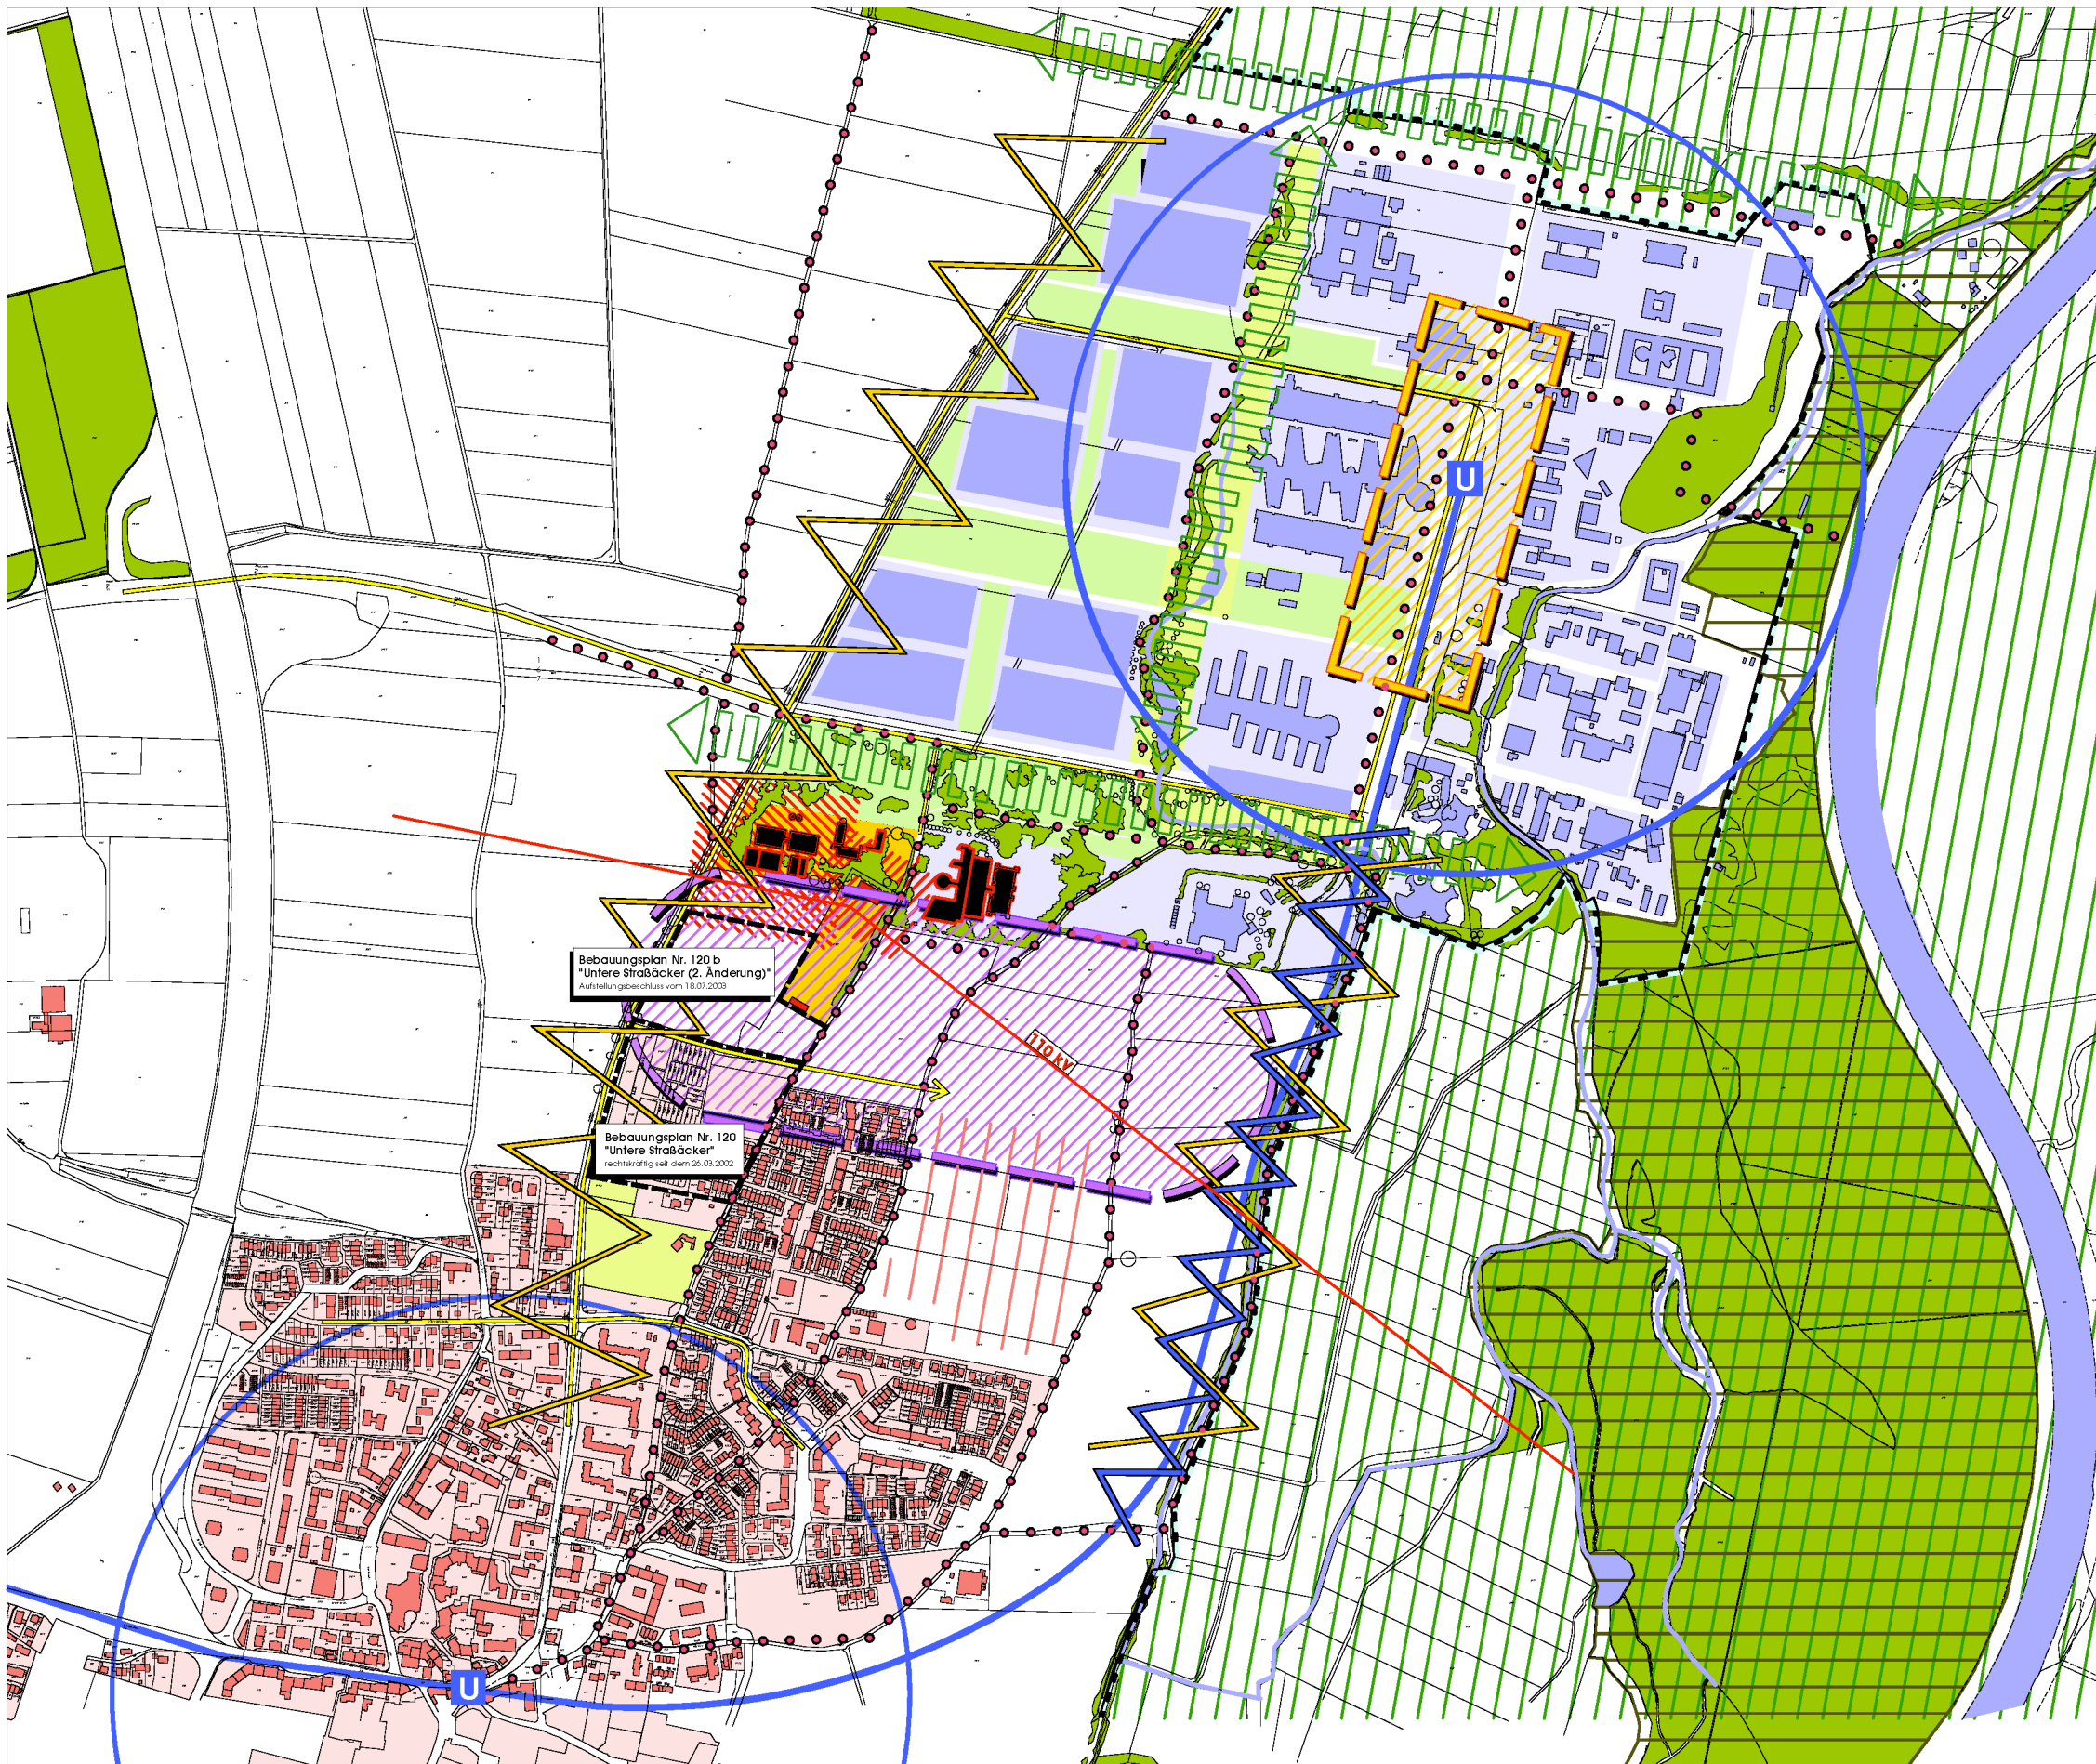 U
Bebauungsplan Nr. 120 b
"Untere Straßäcker (2. Änderung)"
Aufstellungsbeschluss vom 18.07.2003
110 kV
Bebauungsplan Nr. 120
"Untere Straßäcker"
rechtskräftig seit dem 26.03.2002
U